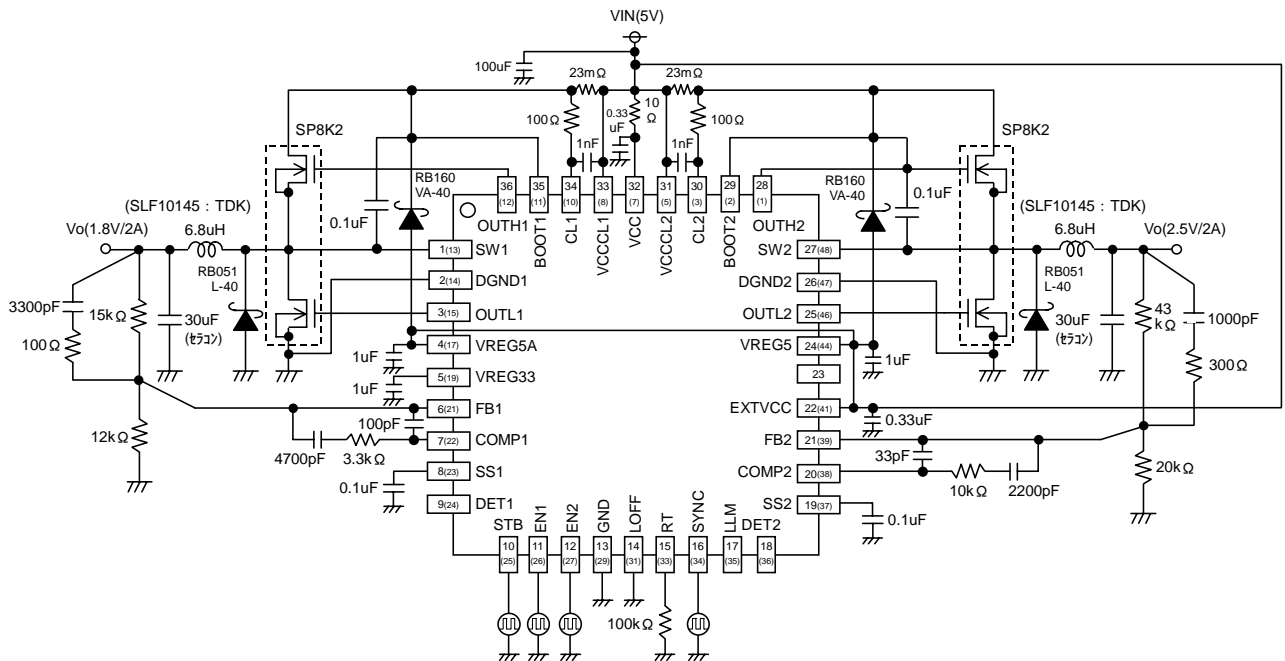 VIN(5V)
100uF
23mΩ
23mΩ
SP8K2
100Ω
0.33
uF
10
Ω
100Ω
SP8K2
1nF
1nF
RB160
VA-40
RB160
VA-40
0.1uF
0.1uF
36
(12)
35
(11)
34
(10)
33
(8)
32
(7)
31
(5)
30
(3)
29
(2)
28
(1)
OUTH1
BOOT1
CL1
VCCCL1
VCC
VCCCL2
CL2
BOOT2
OUTH2
(SLF10145 : TDK)
(SLF10145 : TDK)
Vo(1.8V/2A)
6.8uH
6.8uH
Vo(2.5V/2A)
1(13)
SW1
SW2
27(48)
RB051
L-40
RB051
L-40
2(14)
DGND1
DGND2
26(47)
3300pF
15kΩ
30uF
(ｾﾗｺﾝ)
3(15)
OUTL1
OUTL2
25(46)
30uF
(ｾﾗｺﾝ)
43
kΩ
1000pF
100Ω
1uF
4(17)
VREG5A
VREG5
24(44)
1uF
300Ω
1uF
5(19)
VREG33
23
6(21)
FB1
EXTVCC
22(41)
0.33uF
12kΩ
100pF
7(22)
COMP1
FB2
21(39)
4700pF
3.3kΩ
33pF
8(23)
SS1
COMP2
20(38)
20kΩ
0.1uF
10kΩ
2200pF
9(24)
DET1
SS2
19(37)
0.1uF
STB
EN1
EN2
GND
LOFF
RT
SYNC
LLM
DET2
10
(25)
11
(26)
12
(27)
13
(29)
14
(31)
15
(33)
16
(34)
17
(35)
18
(36)
100kΩ